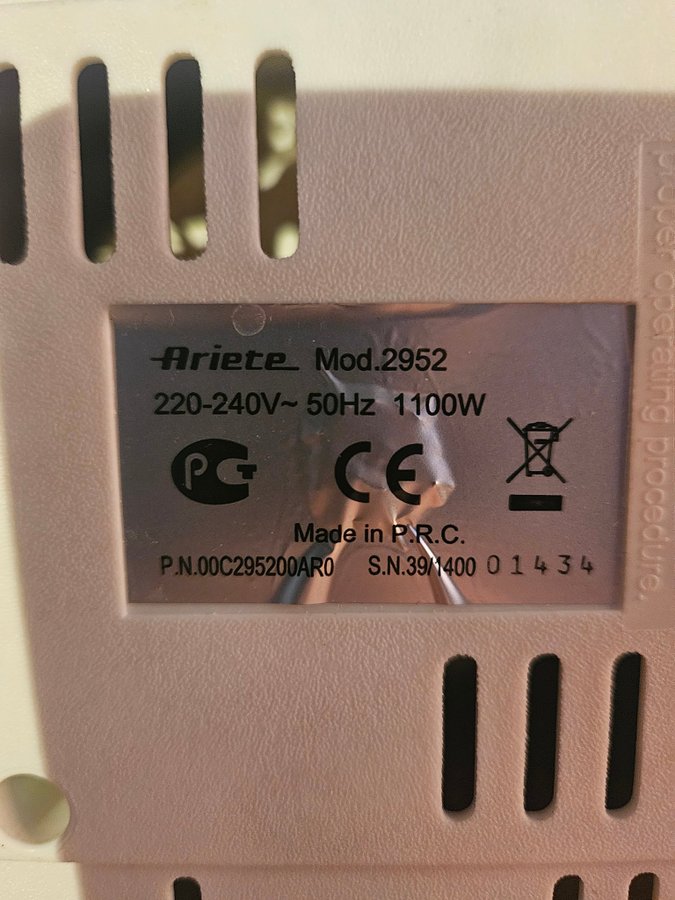 Ariete Mod.2952
220-240V~ 50Hz 1100W
PCT
CE
Made in P.R.C.
P.N.00C295200AR0 S.N.39/1400 01434
proper operating procedure.